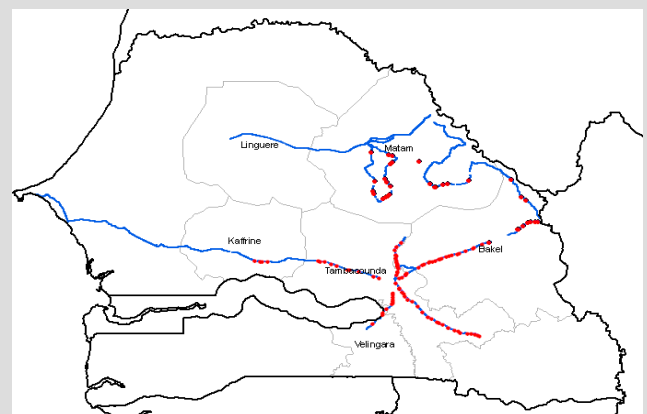 Linguere
Matam
Kaffrine
Bakel
Tambacounda
Velingara